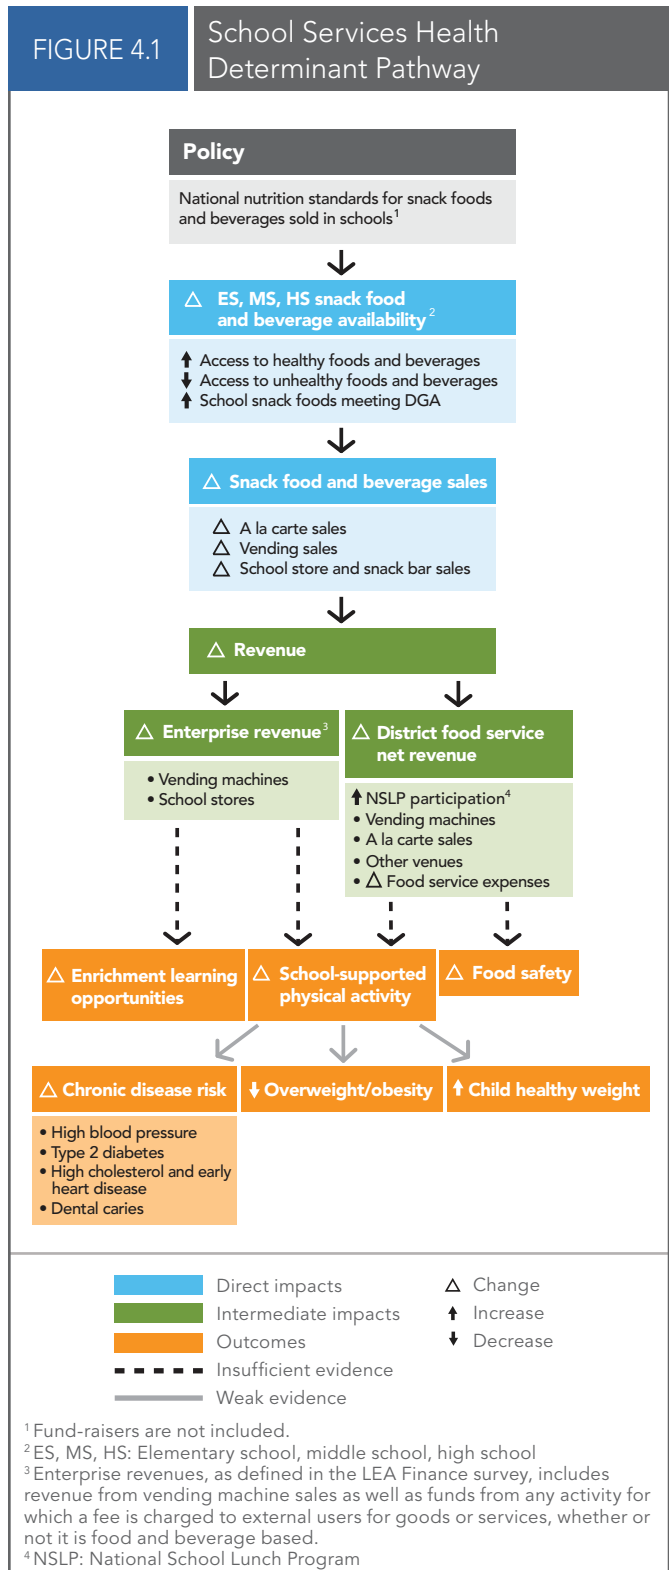 FIGURE 4.1
School Services Health
Determinant Pathway
Policy
National nutrition standards for snack foods
and beverages sold in schools1
△ ES, MS, HS snack food
and beverage availability2
↑ Access to healthy foods and beverages
↓ Access to unhealthy foods and beverages
↑ School snack foods meeting DGA
△ Snack food and beverage sales
△ A la carte sales
△ Vending sales
△ School store and snack bar sales
△ Revenue
△ Enterprise revenue3
• Vending machines
• School stores
△ District food service
net revenue
↑ NSLP participation4
• Vending machines
• A la carte sales
• Other venues
• △ Food service expenses
△ Enrichment learning
opportunities
△ School-supported
physical activity
△ Food safety
△ Chronic disease risk
• High blood pressure
• Type 2 diabetes
• High cholesterol and early
heart disease
• Dental caries
↓ Overweight/obesity
↑ Child healthy weight
Direct impacts
Intermediate impacts
Outcomes
Insufficient evidence
Weak evidence
△ Change
↑ Increase
↓ Decrease
1 Fund-raisers are not included.
2 ES, MS, HS: Elementary school, middle school, high school
3 Enterprise revenues, as defined in the LEA Finance survey, includes
revenue from vending machine sales as well as funds from any activity for
which a fee is charged to external users for goods or services, whether or
not it is food and beverage based.
4 NSLP: National School Lunch Program